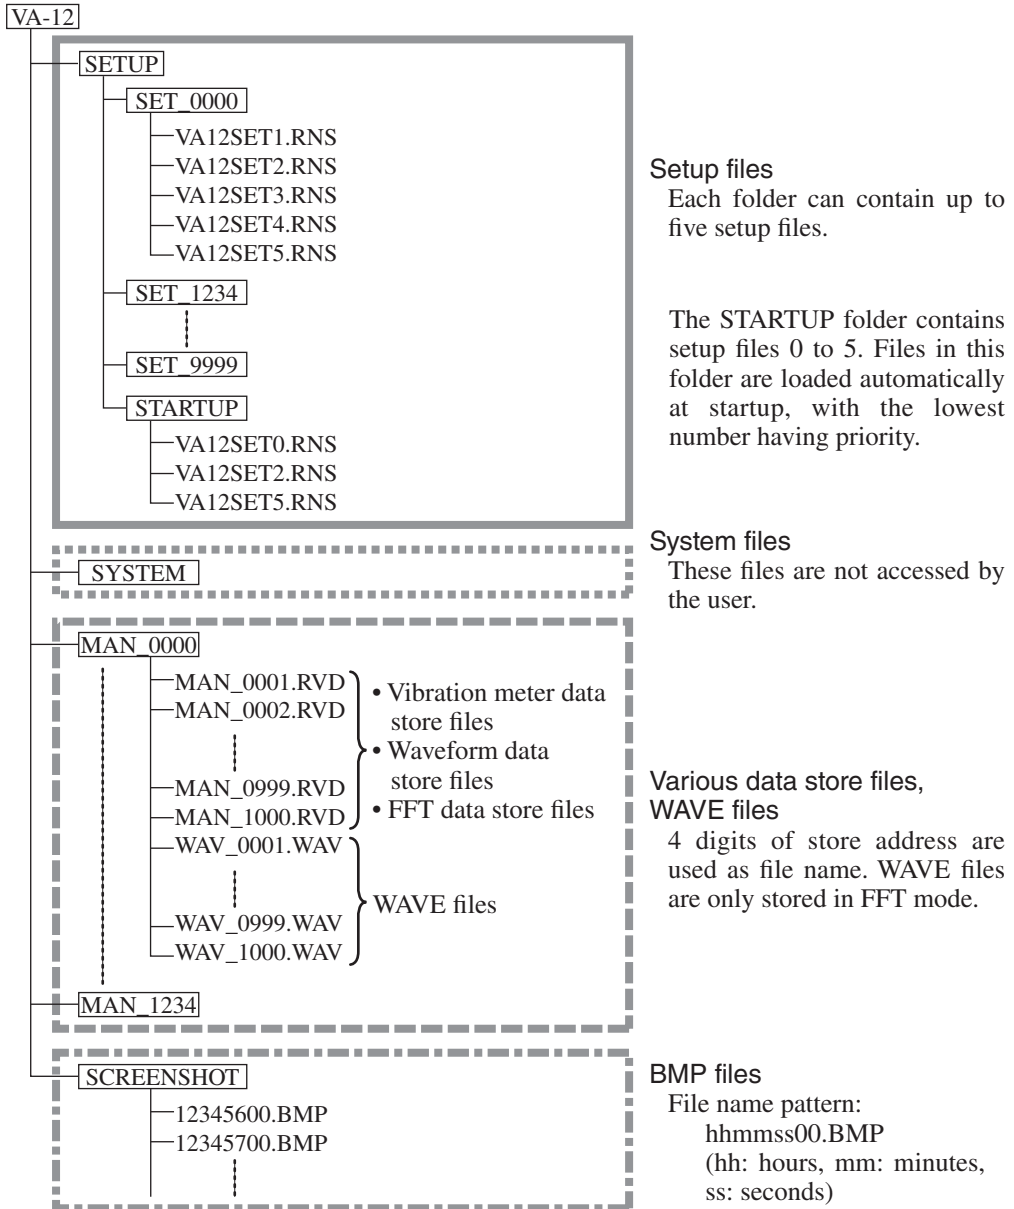 VA-12
SETUP
SET_0000
VA12SET1.RNS
VA12SET2.RNS
VA12SET3.RNS
VA12SET4.RNS
VA12SET5.RNS
SET_1234
SET_9999
STARTUP
VA12SET0.RNS
VA12SET2.RNS
VA12SET5.RNS
Setup files
Each folder can contain up to
five setup files.
The STARTUP folder contains
setup files 0 to 5. Files in this
folder are loaded automatically
at startup, with the lowest
number having priority.
SYSTEM
System files
These files are not accessed by
the user.
MAN_0000
MAN_0001.RVD
MAN_0002.RVD
MAN_0999.RVD
MAN_1000.RVD
• Vibration meter data
store files
• Waveform data
store files
• FFT data store files
WAV_0001.WAV
WAV_0999.WAV
WAV_1000.WAV
WAVE files
MAN_1234
Various data store files,
WAVE files
4 digits of store address are
used as file name. WAVE files
are only stored in FFT mode.
SCREENSHOT
12345600.BMP
12345700.BMP
BMP files
File name pattern:
hhmmss00.BMP
(hh: hours, mm: minutes,
ss: seconds)